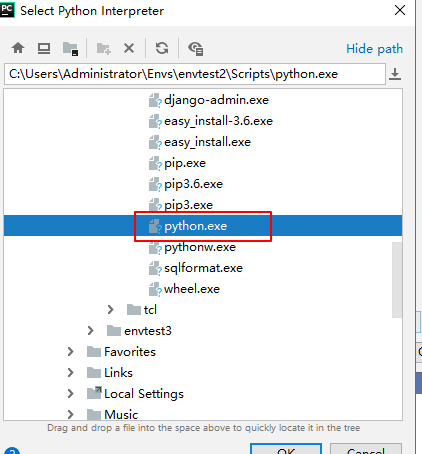 PC
Select Python Interpreter
Hide path
C:\Users\Administrator\Envs\envtest2\Scripts\python.exe
django-admin.exe
easy_install-3.6.exe
easy_install.exe
pip.exe
pip3.6.exe
pip3.exe
python.exe
pythonw.exe
sqlformat.exe
wheel.exe
tcl
envtest3
Favorites
Links
Local Settings
Music
Drag and drop a file into the space above to quickly locate it in the tree
OK
Cancel